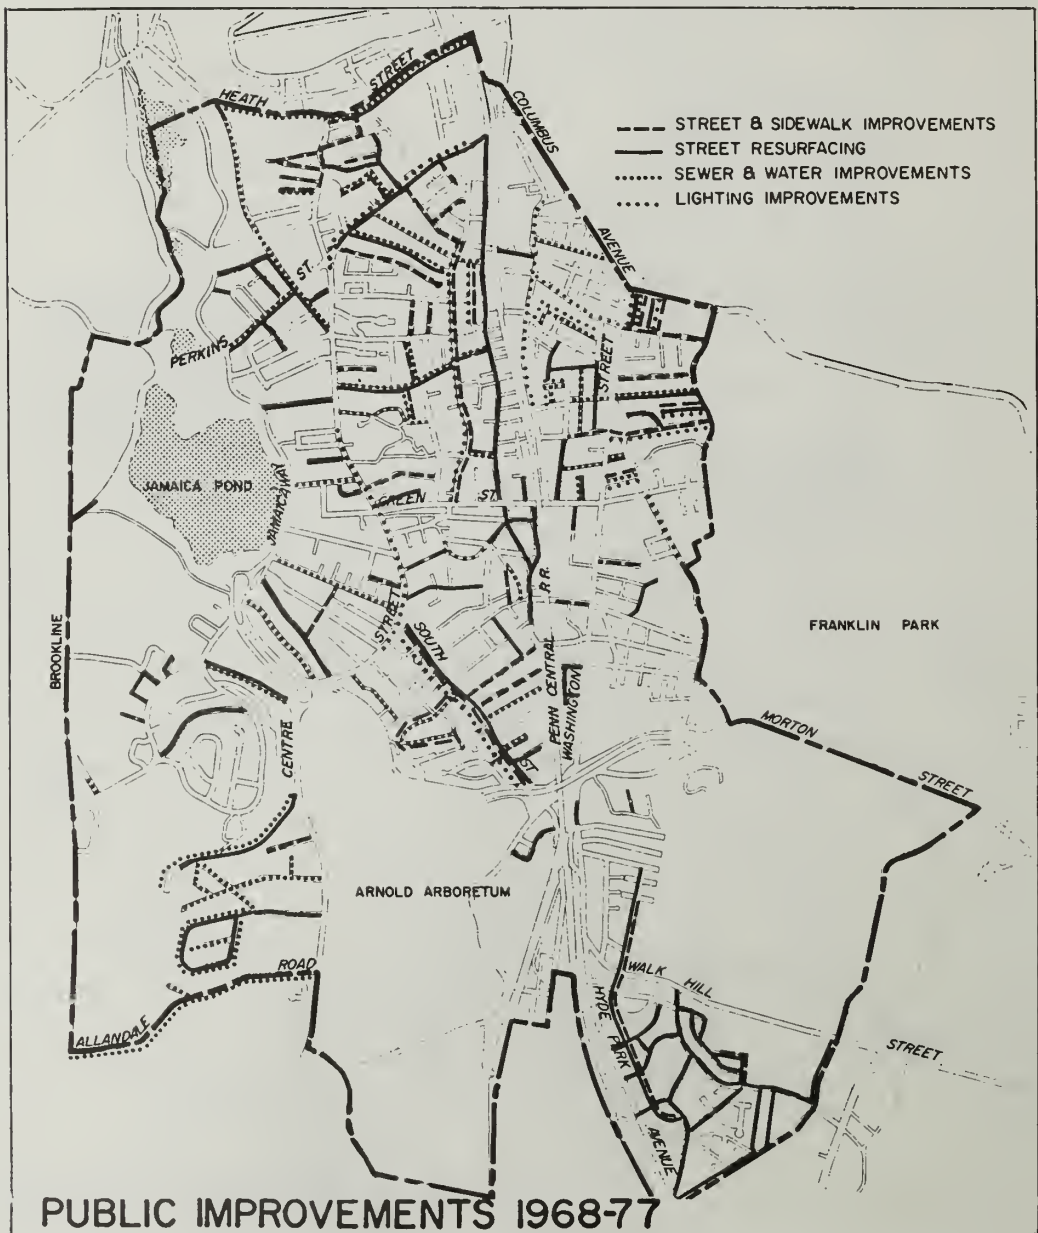 HEATH
STREET
COLUMBUS
AVENUE
STREET & SIDEWALK IMPROVEMENTS
STREET RESURFACING
SEWER & WATER IMPROVEMENTS
LIGHTING IMPROVEMENTS
PERKINS
ST.
STREET
JAMAICA POND
JAMAICAWAY
GREEN
ST.
BROOKLINE
STREET
SOUTH
ST
R.R.
PENN CENTRAL
WASHINGTON
FRANKLIN PARK
MORTON
STREET
CENTRE
ARNOLD ARBORETUM
ROAD
ALLANDALE
WALK HILL
STREET
HYDE PARK
AVENUE
PUBLIC IMPROVEMENTS 1968-77